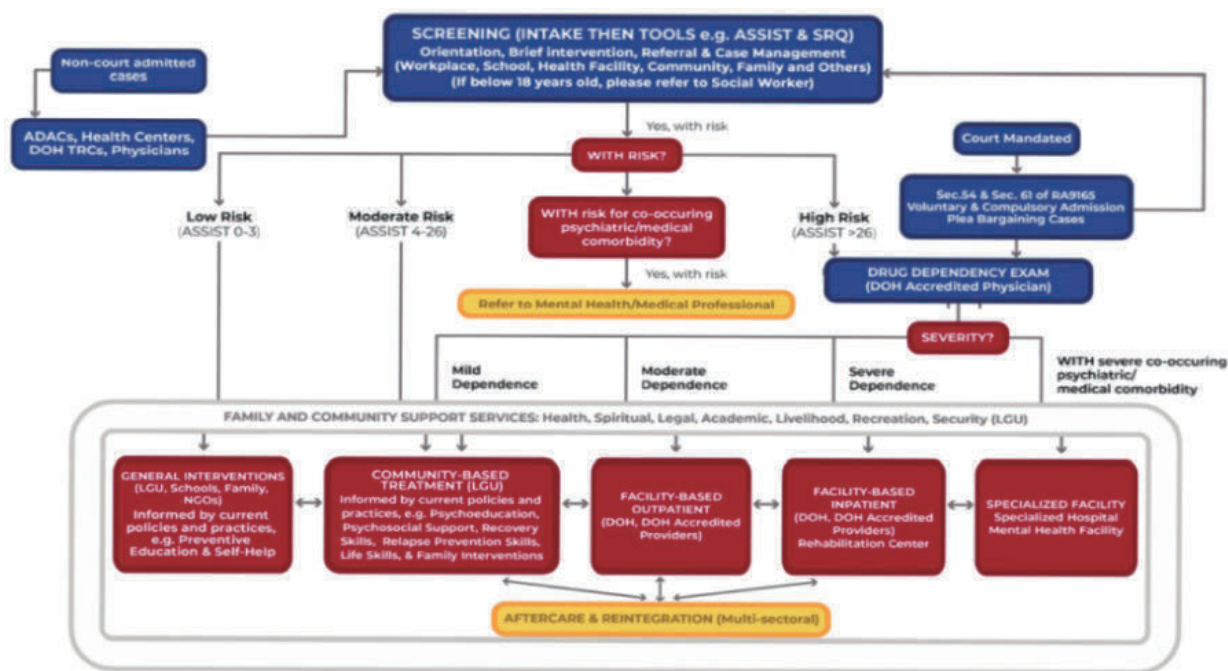 SCREENING (INTAKE THEN TOOLS e.g. ASSIST & SRQ)
Orientation, Brief intervention, Referral & Case Management
(Workplace, School, Health Facility, Community, Family and Others)
(If below 18 years old, please refer to Social Worker)
Non-court admitted
cases
ADACs, Health Centers,
DOH TRCs, Physicians
Yes, with risk
WITH RISK?
Court Mandated
Sec.54 & Sec. 61 of RA9165
Voluntary & Compulsory Admission
Plea Bargaining Cases
Low Risk
(ASSIST 0-3)
Moderate Risk
(ASSIST 4-26)
WITH risk for co-occuring
psychiatric/medical
comorbidity?
High Risk
(ASSIST >26)
Yes, with risk
DRUG DEPENDENCY EXAM
(DOH Accredited Physician)
Refer to Mental Health/Medical Professional
SEVERITY?
Mild
Dependence
Moderate
Dependence
Severe
Dependence
WITH severe co-occuring
psychiatric/
medical comorbidity
FAMILY AND COMMUNITY SUPPORT SERVICES: Health, Spiritual, Legal, Academic, Livelihood, Recreation, Security (LGU)
GENERAL INTERVENTIONS
(LGU, Schools, Family,
NGOs)
Informed by current
policies and practices,
e.g. Preventive
Education & Self-Help
COMMUNITY-BASED
TREATMENT (LGU)
Informed by current policies and
practices, e.g. Psychoeducation,
Psychosocial Support, Recovery
Skills, Relapse Prevention Skills,
Life Skills, & Family Interventions
FACILITY-BASED
OUTPATIENT
(DOH, DOH Accredited
Providers)
FACILITY-BASED
INPATIENT
(DOH, DOH Accredited
Providers)
Rehabilitation Center
SPECIALIZED FACILITY
Specialized Hospital
Mental Health Facility
AFTERCARE & REINTEGRATION (Multi-sectoral)